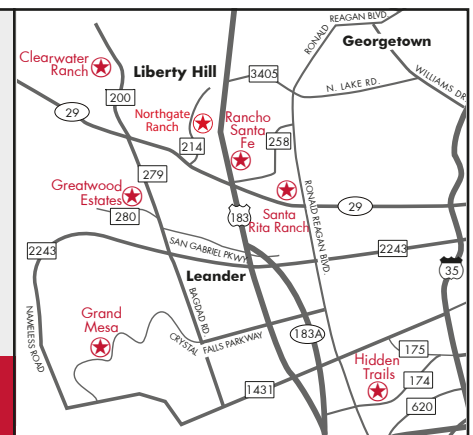 RONALD
REAGAN BLVD.
Georgetown
Clearwater
Ranch
Liberty Hill
3405
N. LAKE RD.
WILLIAMS DR.
200
29
Northgate
Ranch
Rancho
Santa
Fe
214
258
279
Greatwood
Estates
280
183
Santa
Rita Ranch
RONALD REAGAN BLVD.
29
2243
SAN GABRIEL PKWY
2243
35
Leander
BAGDAD RD
NAMELESS ROAD
Grand
Mesa
CRYSTAL FALLS PARKWAY
183A
Hidden
Trails
175
174
1431
620